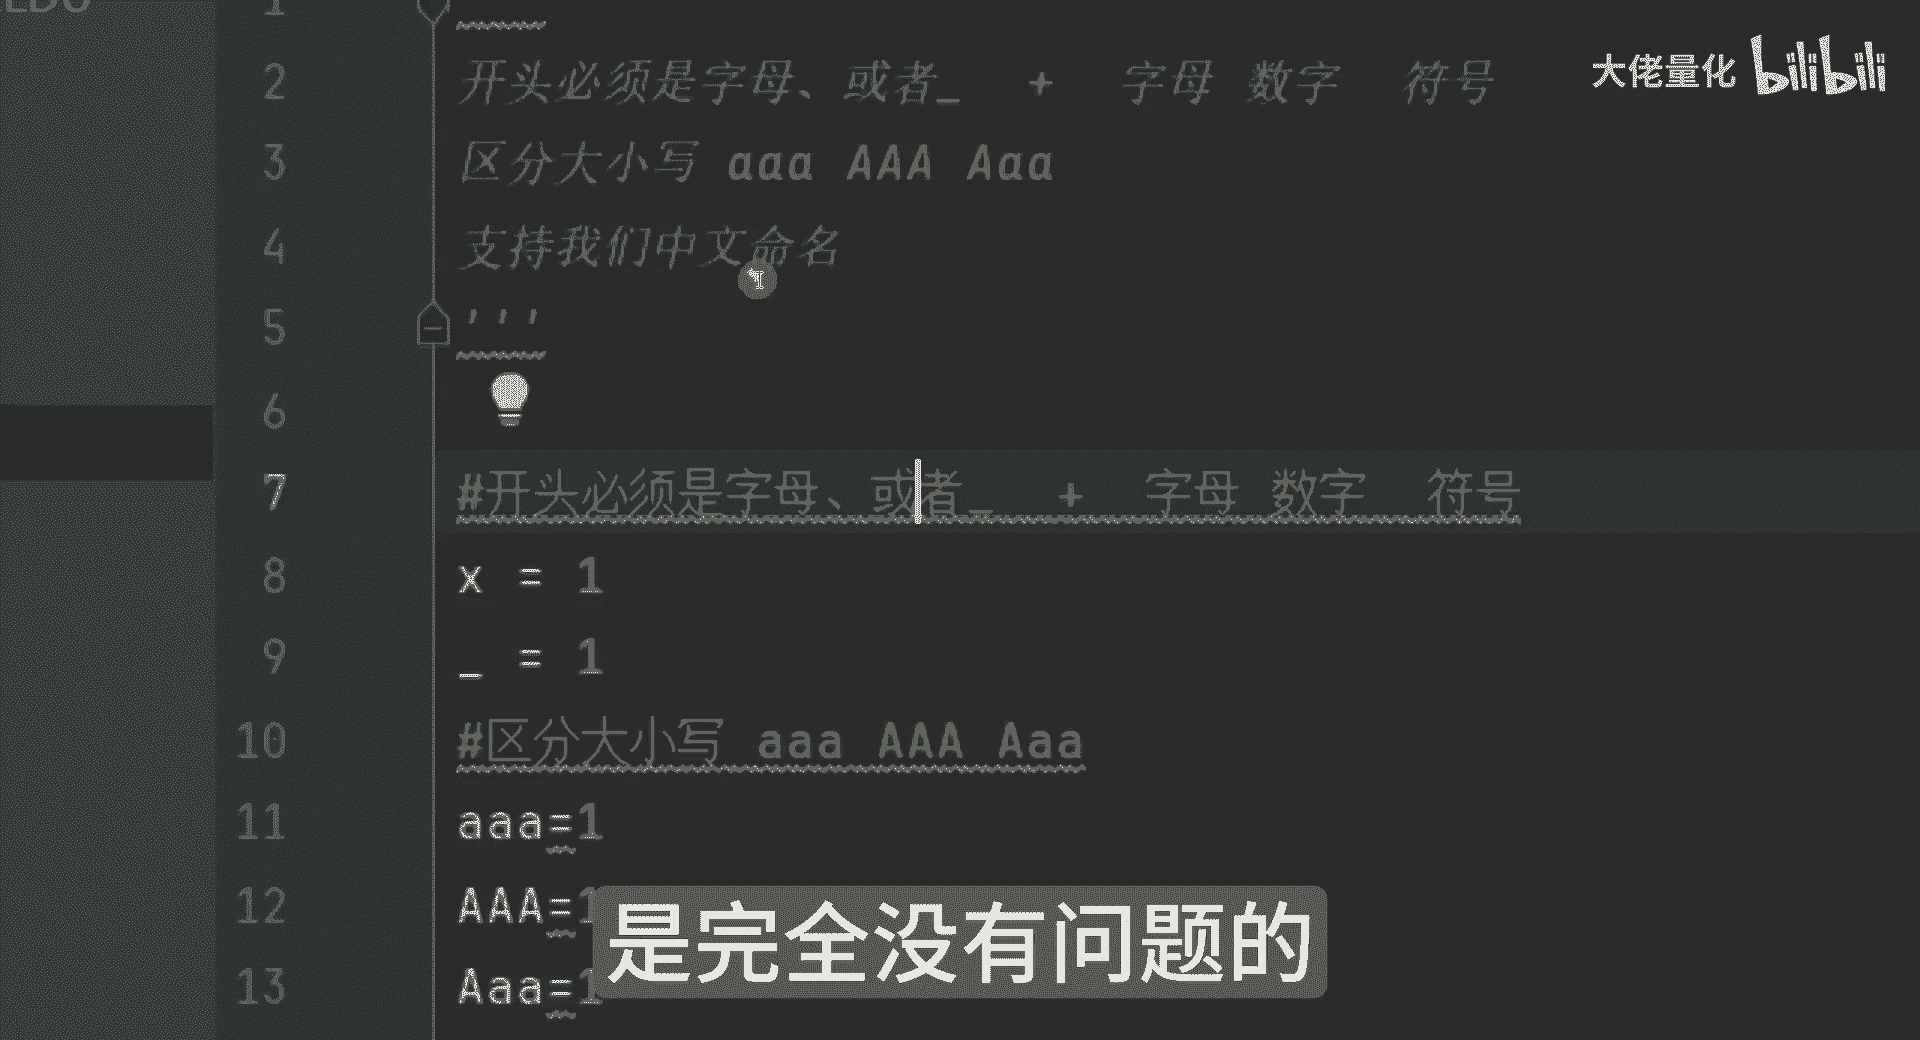 1
2 开头必须是字母、或者_ + 字母 数字 符号
大佬量化 bilibili
3 区分大小写 aaa AAA Aaa
4 支持我们中文命名
5 '''
6
7 #开头必须是字母、或者_ + 字母 数字 符号
8 x = 1
9 _ = 1
10 #区分大小写 aaa AAA Aaa
11 aaa=1
12 AAA=1
13 Aaa=1
是完全没有问题的